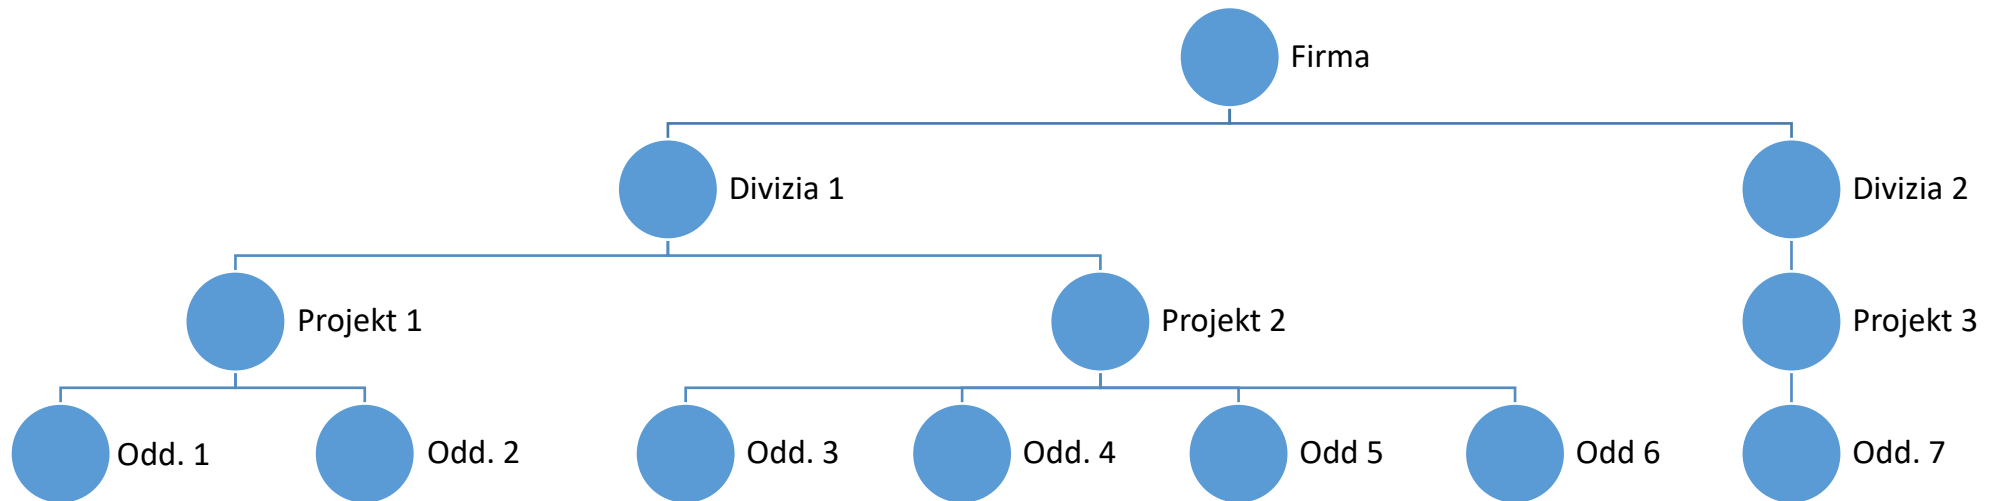 Firma
Divizia 1
Divizia 2
Projekt 1
Projekt 2
Projekt 3
Odd. 1
Odd. 2
Odd. 3
Odd. 4
Odd 5
Odd 6
Odd. 7